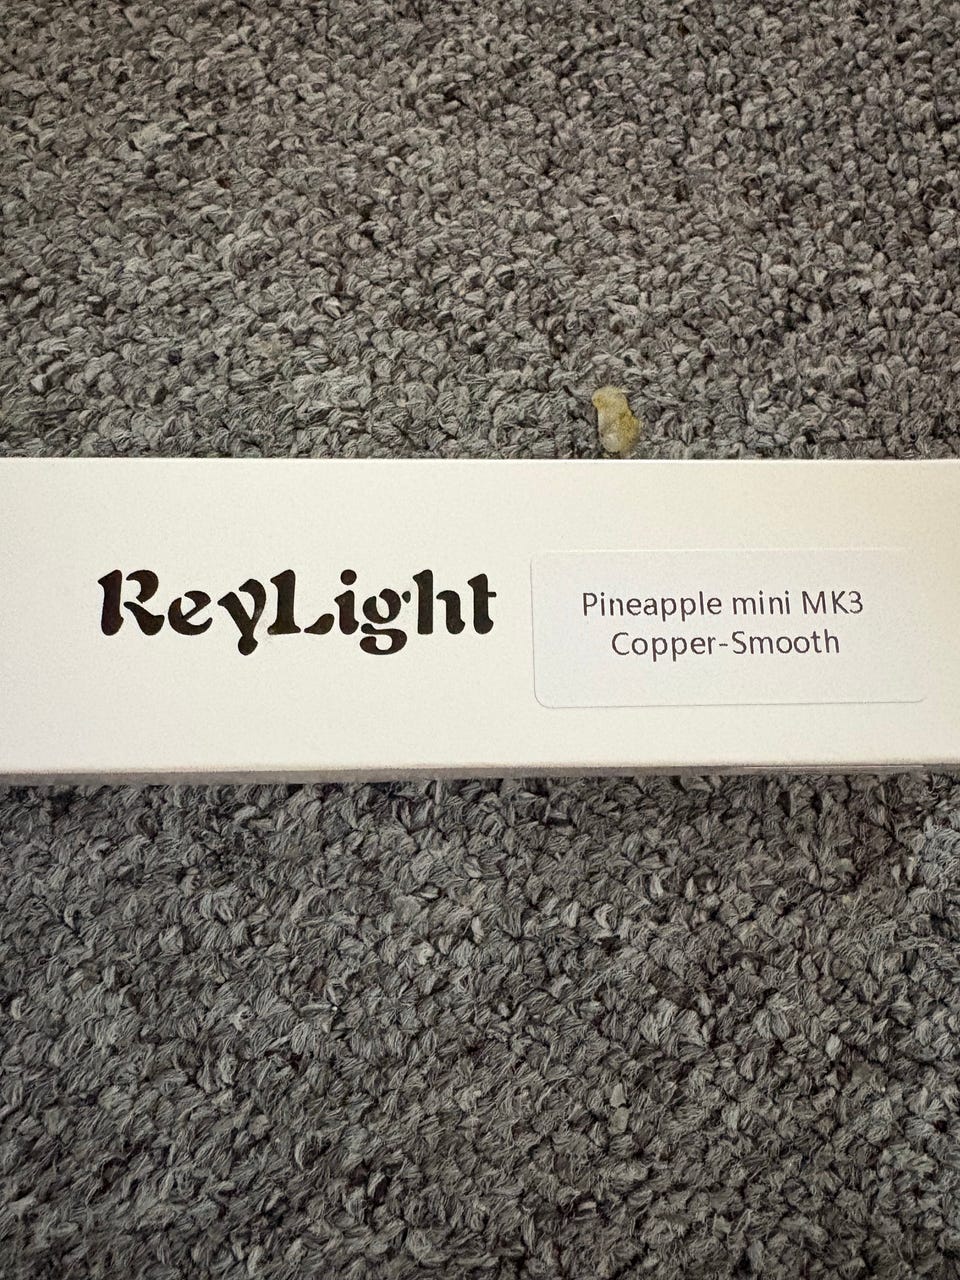 ReyLight
Pineapple mini MK3
Copper-Smooth